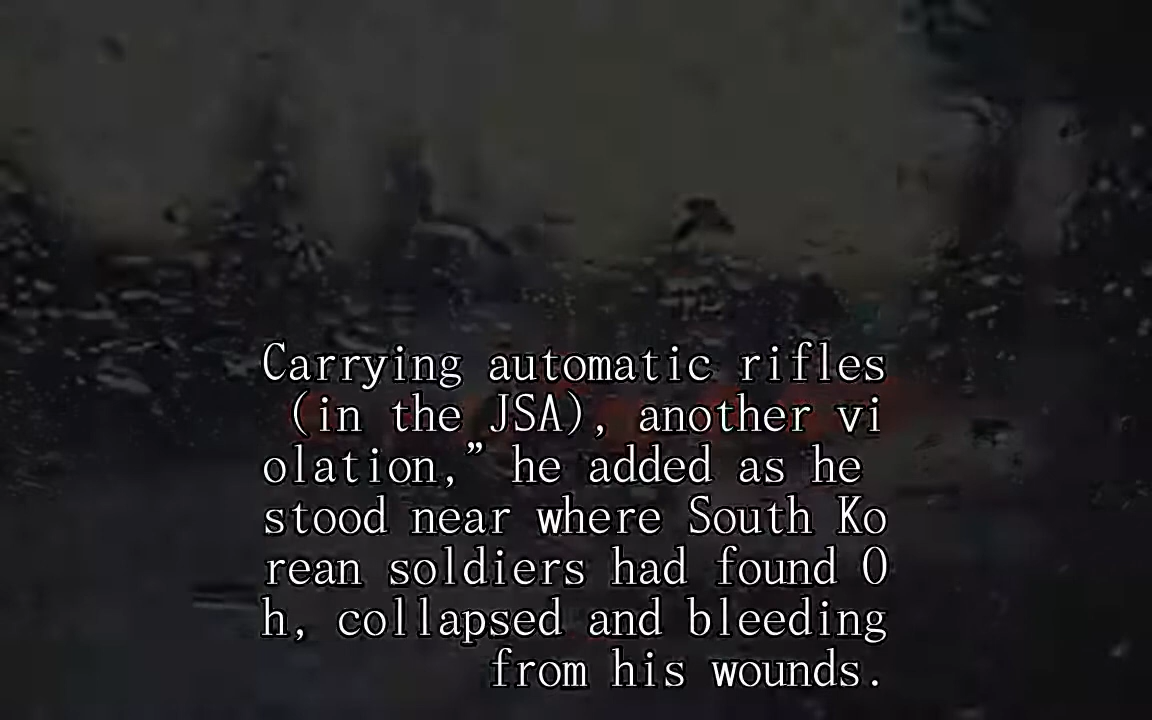 Carrying automatic rifles
(in the JSA), another vi
olation,” he added as he
stood near where South Ko
rean soldiers had found O
h, collapsed and bleeding
from his wounds.